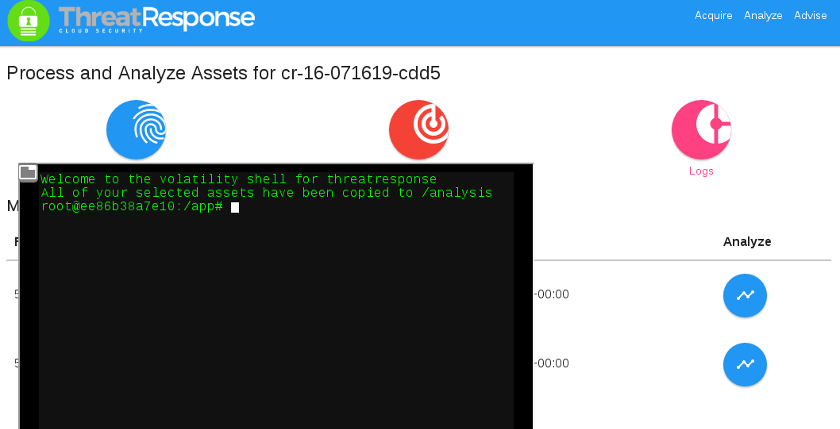 ThreatResponse
CLOUD SECURITY
Acquire Analyze Advise
Process and Analyze Assets for cr-16-071619-cdd5
Logs
Welcome to the volatility shell for threatresponse
All of your selected assets have been copied to /analysis
root@ee86b38a7e10:/app#
M
Analyze
-00:00
-00:00